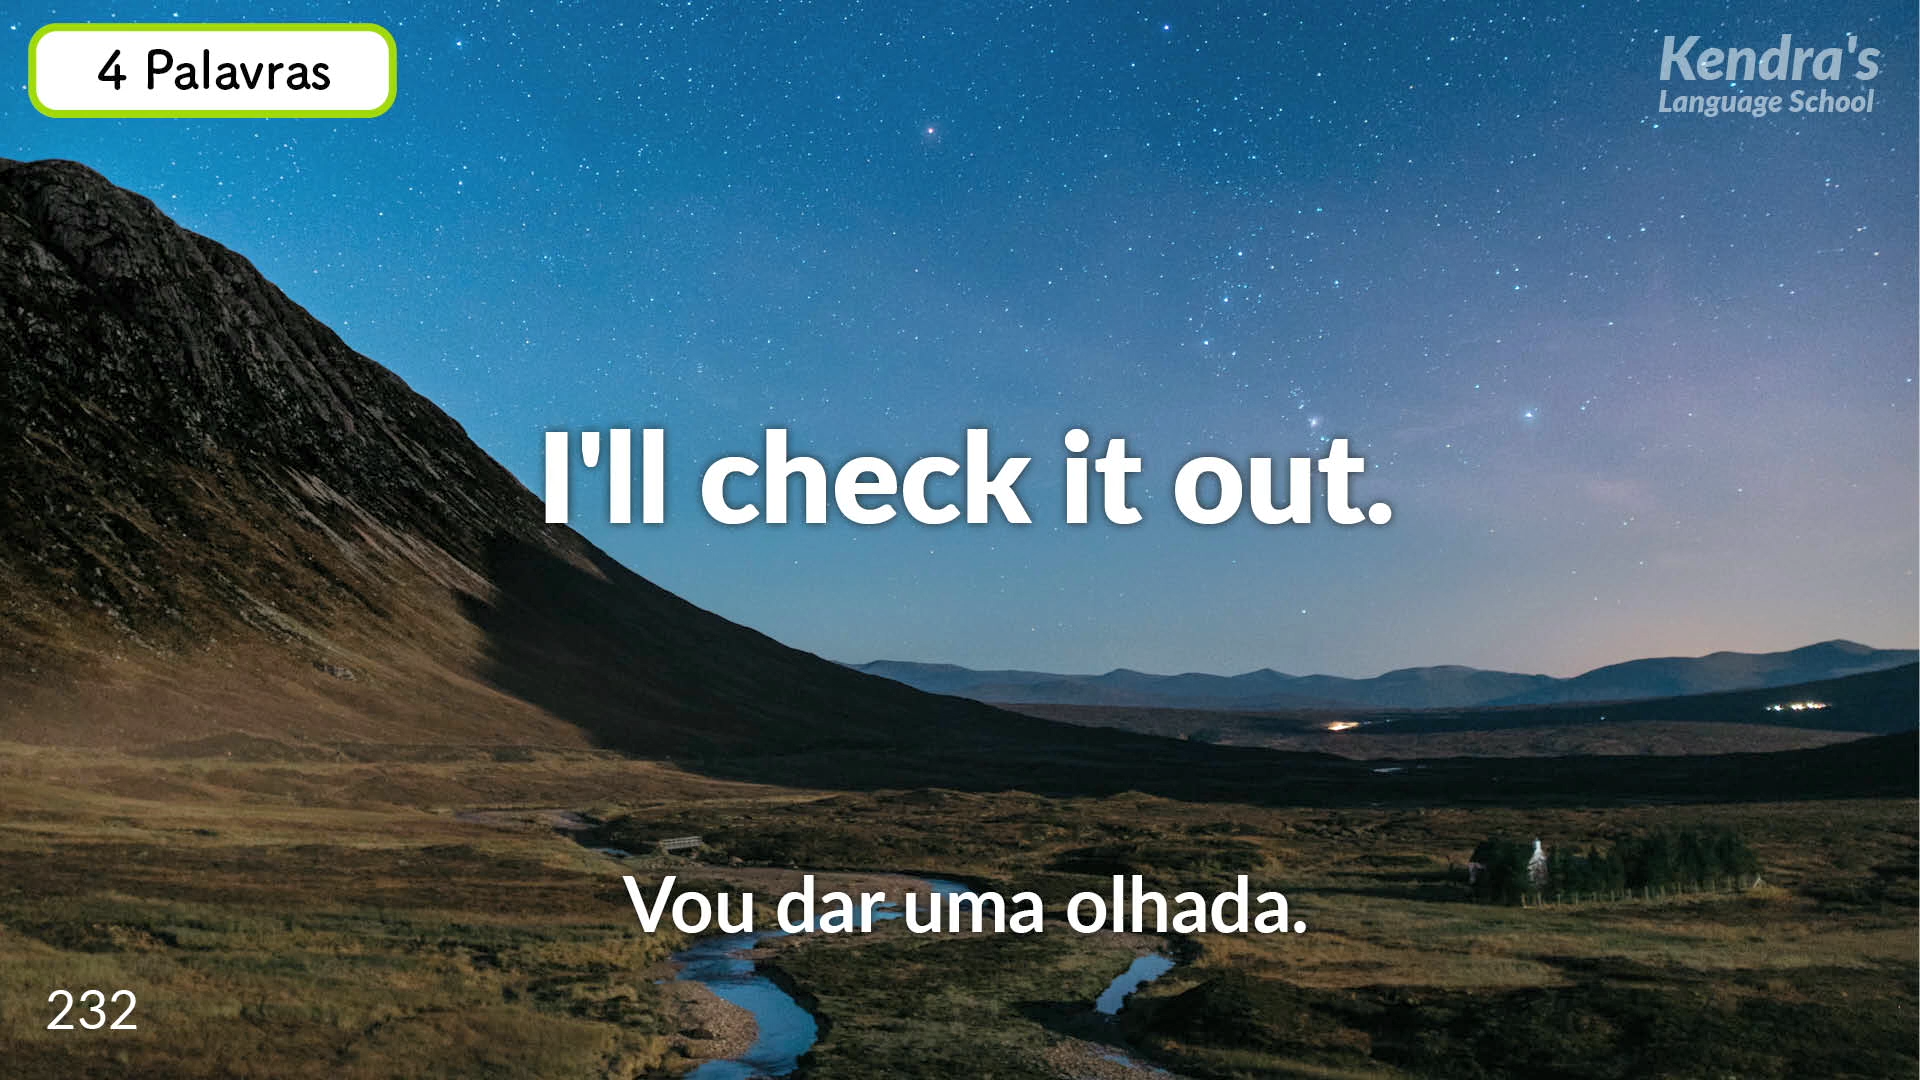 4 Palavras
Kendra's
Language School
I'll check it out.
Vou dar uma olhada.
232